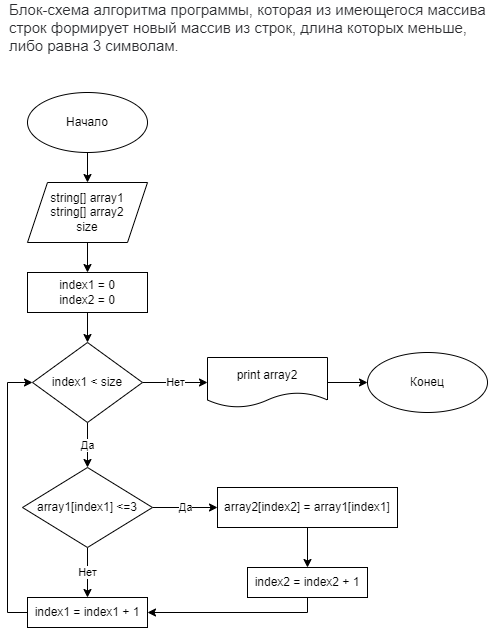 Блок-схема алгоритма программы, которая из имеющегося массива
строк формирует новый массив из строк, длина которых меньше,
либо равна 3 символам.
Начало
string[] array1
string[] array2
size
index1 = 0
index2 = 0
index1 < size
Нет
print array2
Конец
Да
array1[index1] <=3
Да
array2[index2] = array1[index1]
Нет
index2 = index2 + 1
index1 = index1 + 1